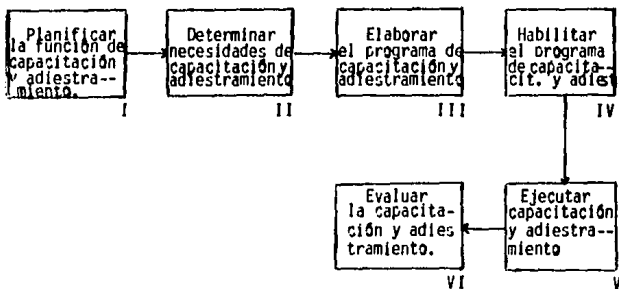 Planificar
la función de
capacitación
y adiestra--
miento.
I
Determinar
necesidades de
capacitación y
adiestramiento
II
Elaborar
el programa de
capacitación y
adiestramiento
III
Habilitar
el programa
de capacita--
cit. y adiest
IV
Ejecutar
capacitación
y adiestra--
miento
V
Evaluar
la capacita-
ción y adies
tramiento.
VI